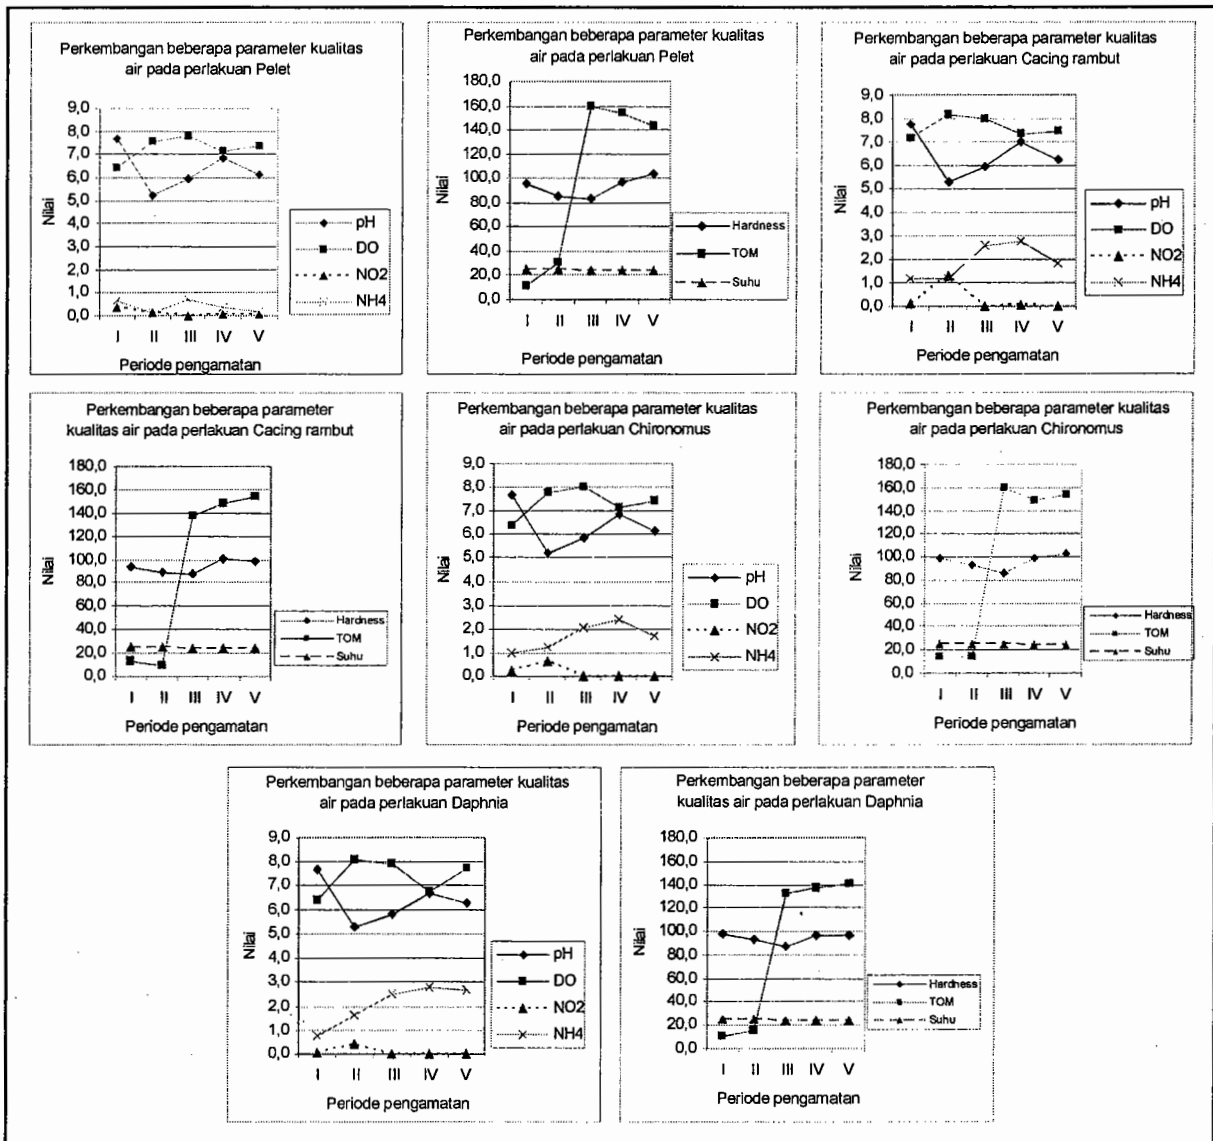 Perkembangan beberapa parameter kualitas
air pada perlakuan Pelet
9,0
8,0
7,0
6,0
5,0
4,0
3,0
2,0
1,0
0,0
Nilai
I II III IV V
Periode pengamatan
pH
DO
NO2
NH4
Perkembangan beberapa parameter kualitas
air pada perlakuan Pelet
180,0
160,0
140,0
120,0
100,0
80,0
60,0
40,0
20,0
0,0
Nilai
I II III IV V
Periode pengamatan
Hardness
TOM
Suhu
Perkembangan beberapa parameter kualitas
air pada perlakuan Cacing rambut
9,0
8,0
7,0
6,0
5,0
4,0
3,0
2,0
1,0
0,0
Nilai
I II III IV V
Periode pengamatan
pH
DO
NO2
NH4
Perkembangan beberapa parameter
kualitas air pada perlakuan Cacing rambut
180,0
160,0
140,0
120,0
100,0
80,0
60,0
40,0
20,0
0,0
Nilai
I II III IV V
Periode pengamatan
Hardness
TOM
Suhu
Perkembangan beberapa parameter kualitas
air pada perlakuan Chironomus
9,0
8,0
7,0
6,0
5,0
4,0
3,0
2,0
1,0
0,0
Nilai
I II III IV V
Periode pengamatan
pH
DO
NO2
NH4
Perkembangan beberapa parameter kualitas
air pada perlakuan Chironomus
180,0
160,0
140,0
120,0
100,0
80,0
60,0
40,0
20,0
0,0
Nilai
I II III IV V
Periode pengamatan
Hardness
TOM
Suhu
Perkembangan beberapa parameter kualitas
air pada perlakuan Daphnia
9,0
8,0
7,0
6,0
5,0
4,0
3,0
2,0
1,0
0,0
Nilai
I II III IV V
Periode pengamatan
pH
DO
NO2
NH4
Perkembangan beberapa parameter
kualitas air pada perlakuan Daphnia
180,0
160,0
140,0
120,0
100,0
80,0
60,0
40,0
20,0
0,0
Nilai
I II III IV V
Periode pengamatan
Hardness
TOM
Suhu